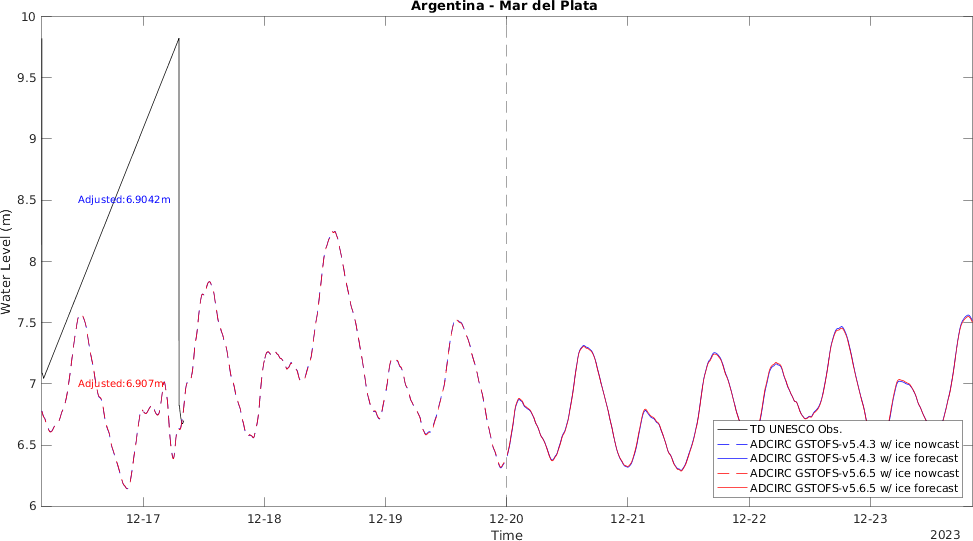 Argentina - Mar del Plata
10
9.5
9
8.5
8
7.5
7
6.5
6
Water Level (m)
Adjusted:6.9042m
Adjusted:6.907m
12-17
12-18
12-19
12-20
12-21
12-22
12-23
Time
2023
TD UNESCO Obs.
ADCIRC GSTOFS-v5.4.3 w/ ice nowcast
ADCIRC GSTOFS-v5.4.3 w/ ice forecast
ADCIRC GSTOFS-v5.6.5 w/ ice nowcast
ADCIRC GSTOFS-v5.6.5 w/ ice forecast